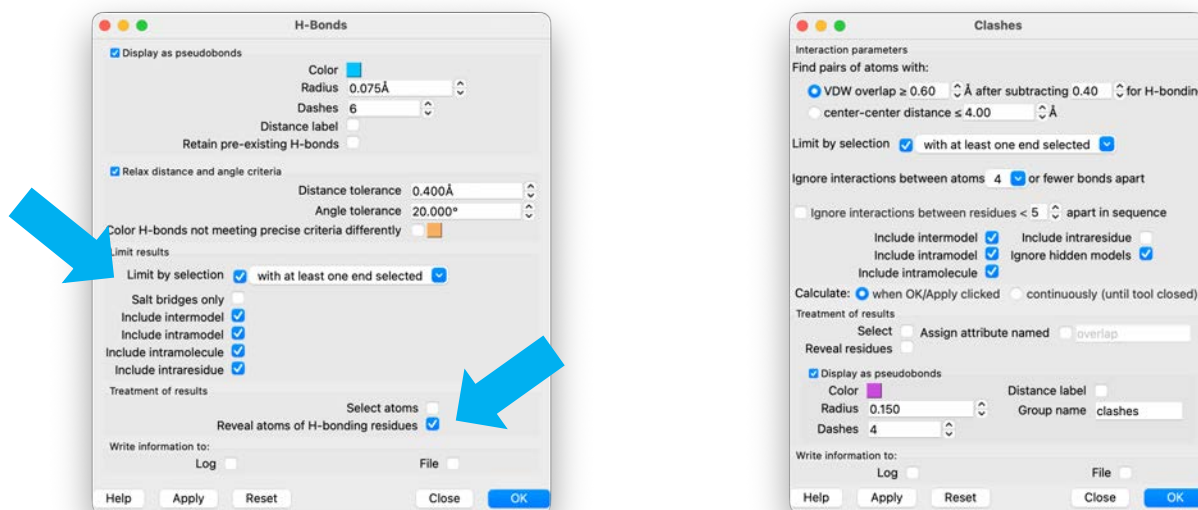 H-Bonds
Display as pseudobonds
Color
Radius 0.075Å
Dashes 6
Distance label
Retain pre-existing H-bonds
Relax distance and angle criteria
Distance tolerance 0.400Å
Angle tolerance 20.000°
Color H-bonds not meeting precise criteria differently
Limit results
Limit by selection with at least one end selected
Salt bridges only
Include intermodel
Include intramodel
Include intramolecule
Include intraresidue
Treatment of results
Select atoms
Reveal atoms of H-bonding residues
Write information to:
Log File
Help Apply Reset Close OK
Clashes
Interaction parameters
Find pairs of atoms with:
VDW overlap ≥ 0.60 Å after subtracting 0.40 for H-bondin
center-center distance ≤ 4.00 Å
Limit by selection with at least one end selected
Ignore interactions between atoms 4 or fewer bonds apart
Ignore interactions between residues < 5 apart in sequence
Include intermodel Include intraresidue
Include intramodel Ignore hidden models
Include intramolecule
Calculate: when OK/Apply clicked continuously (until tool closed)
Treatment of results
Select Assign attribute named overlap
Reveal residues
Display as pseudobonds
Color Distance label
Radius 0.150 Group name clashes
Dashes 4
Write information to:
Log File
Help Apply Reset Close OK